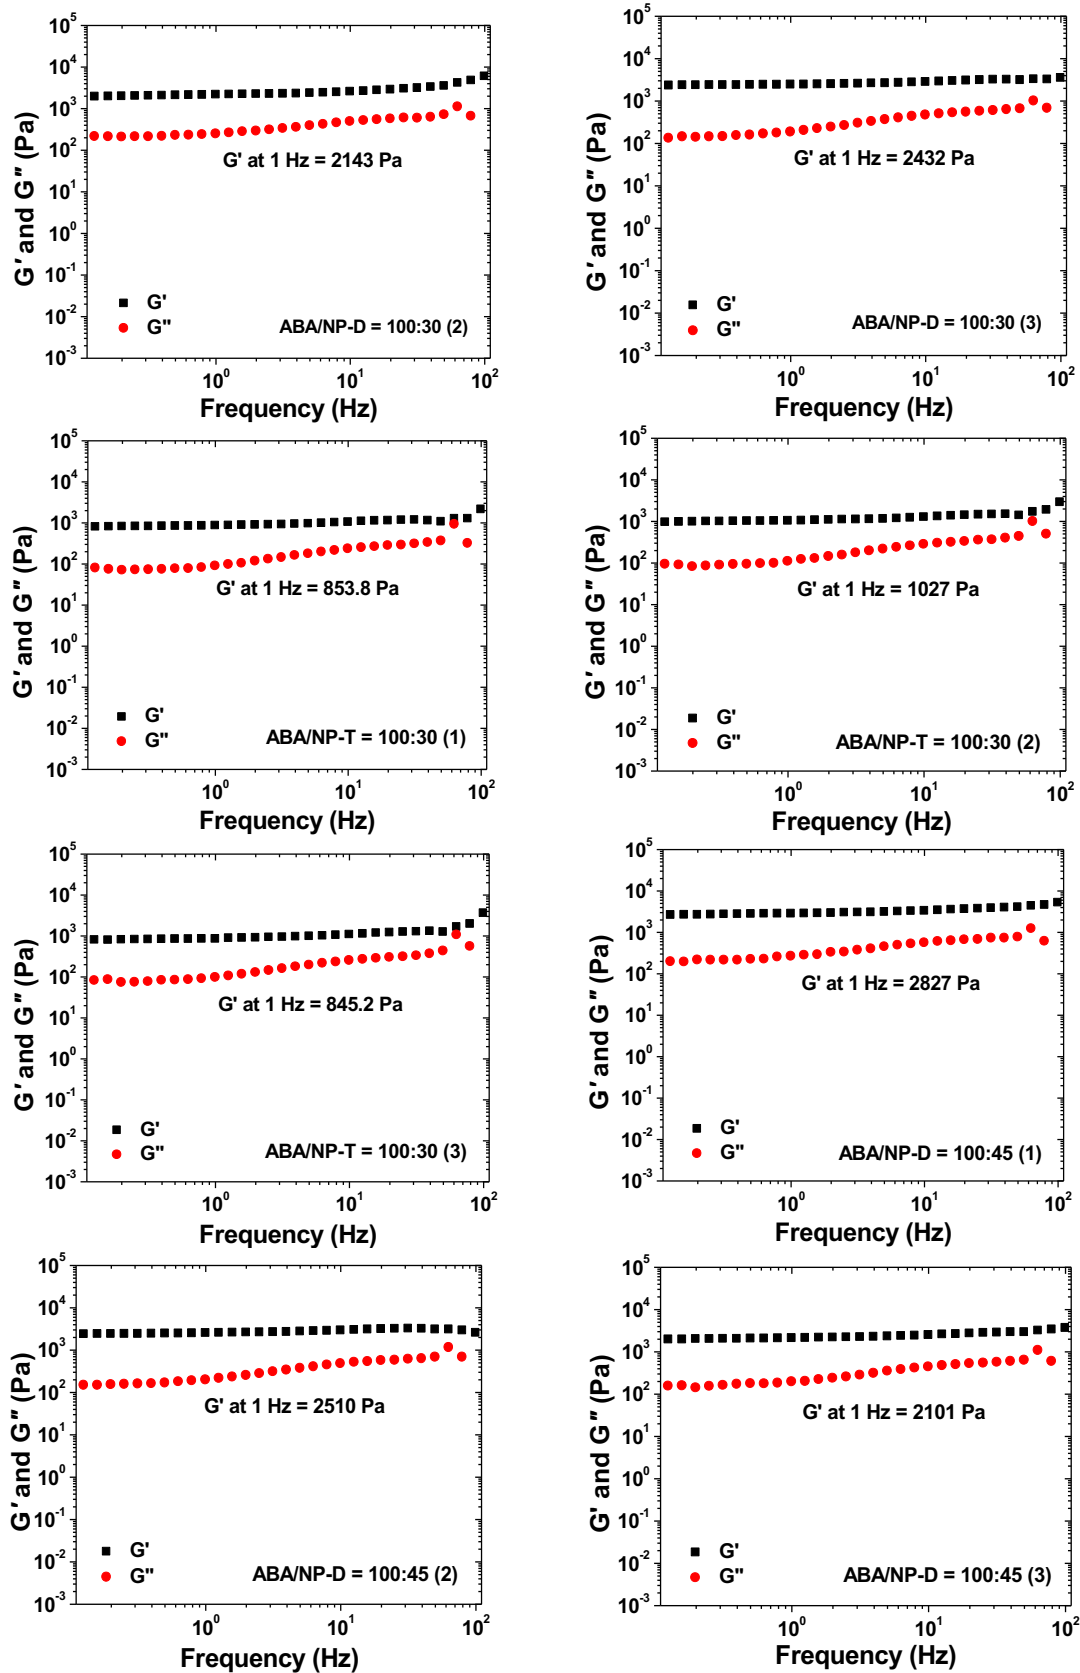 10^5
10^4
10^3
10^2
10^1
10^0
10^-1
10^-2
10^-3
G′ and G″ (Pa)
G' at 1 Hz = 2143 Pa
G'
G"
ABA/NP-D = 100:30 (2)
10^0 10^1 10^2
Frequency (Hz)
10^5
10^4
10^3
10^2
10^1
10^0
10^-1
10^-2
10^-3
G′ and G″ (Pa)
G' at 1 Hz = 2432 Pa
G'
G"
ABA/NP-D = 100:30 (3)
10^0 10^1 10^2
Frequency (Hz)
10^5
10^4
10^3
10^2
10^1
10^0
10^-1
10^-2
10^-3
G′ and G″ (Pa)
G' at 1 Hz = 853.8 Pa
G'
G"
ABA/NP-T = 100:30 (1)
10^0 10^1 10^2
Frequency (Hz)
10^5
10^4
10^3
10^2
10^1
10^0
10^-1
10^-2
10^-3
G′ and G″ (Pa)
G' at 1 Hz = 1027 Pa
G'
G"
ABA/NP-T = 100:30 (2)
10^0 10^1 10^2
Frequency (Hz)
10^5
10^4
10^3
10^2
10^1
10^0
10^-1
10^-2
10^-3
G′ and G″ (Pa)
G' at 1 Hz = 845.2 Pa
G'
G"
ABA/NP-T = 100:30 (3)
10^0 10^1 10^2
Frequency (Hz)
10^5
10^4
10^3
10^2
10^1
10^0
10^-1
10^-2
10^-3
G′ and G″ (Pa)
G' at 1 Hz = 2827 Pa
G'
G"
ABA/NP-D = 100:45 (1)
10^0 10^1 10^2
Frequency (Hz)
10^5
10^4
10^3
10^2
10^1
10^0
10^-1
10^-2
10^-3
G′ and G″ (Pa)
G' at 1 Hz = 2510 Pa
G'
G"
ABA/NP-D = 100:45 (2)
10^0 10^1 10^2
Frequency (Hz)
10^5
10^4
10^3
10^2
10^1
10^0
10^-1
10^-2
10^-3
G' and G″ (Pa)
G' at 1 Hz = 2101 Pa
G'
G"
ABA/NP-D = 100:45 (3)
10^0 10^1 10^2
Frequency (Hz)